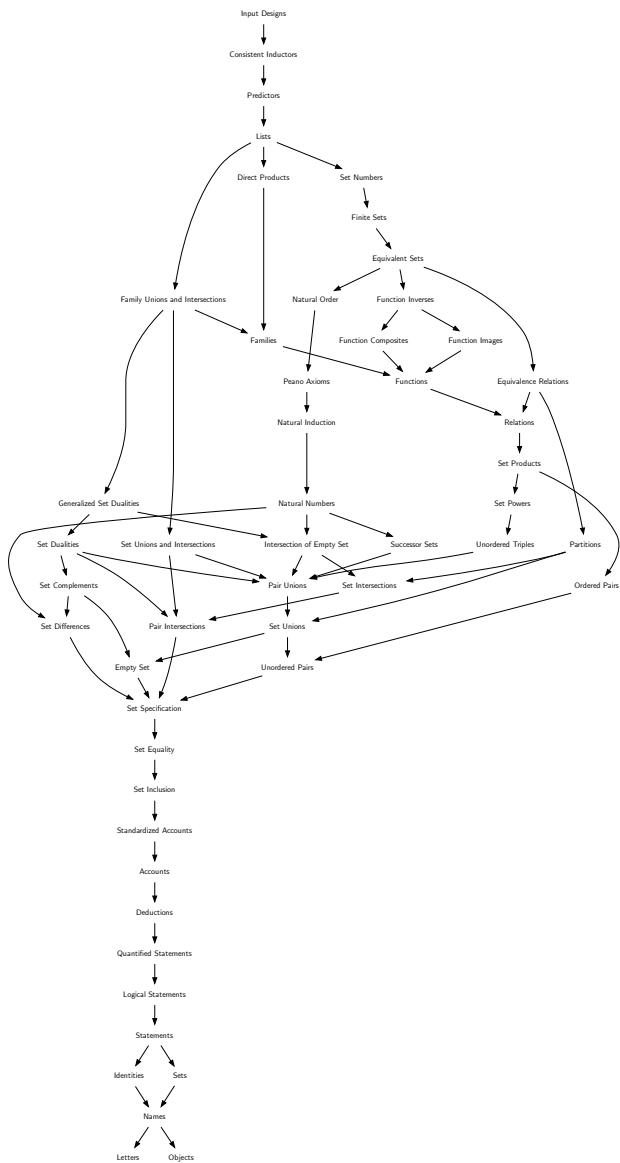 Input Designs
Consistent Inductors
Predictors
Lists
Direct Products
Set Numbers
Finite Sets
Equivalent Sets
Family Unions and Intersections
Natural Order
Function Inverses
Families
Function Composites
Function Images
Peano Axioms
Functions
Equivalence Relations
Natural Induction
Relations
Set Products
Generalized Set Dualities
Natural Numbers
Set Powers
Set Dualities
Set Unions and Intersections
Intersection of Empty Set
Successor Sets
Unordered Triples
Partitions
Set Complements
Pair Unions
Set Intersections
Ordered Pairs
Set Differences
Pair Intersections
Set Unions
Empty Set
Unordered Pairs
Set Specification
Set Equality
Set Inclusion
Standardized Accounts
Accounts
Deductions
Quantified Statements
Logical Statements
Statements
Identities
Sets
Names
Letters
Objects